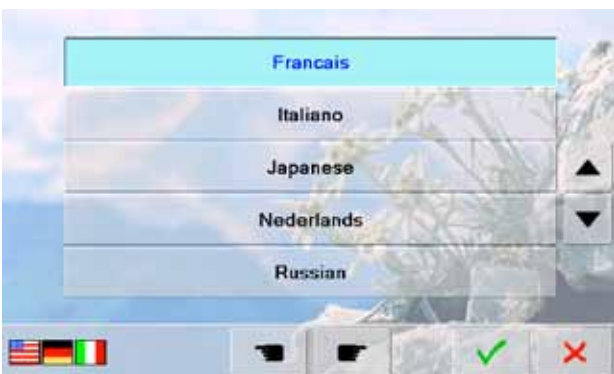 Francais
Italiano
Japanese
Nederlands
Russian